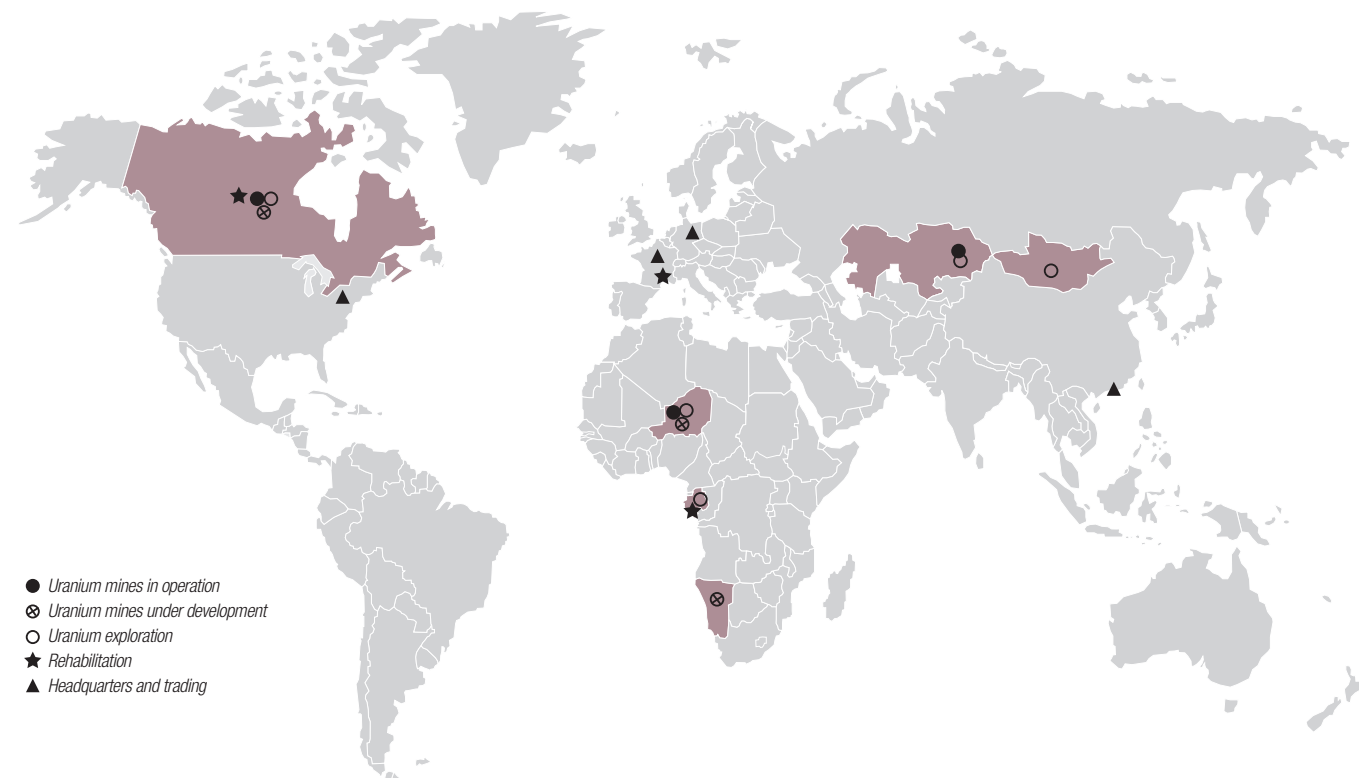 Uranium mines in operation
Uranium mines under development
Uranium exploration
Rehabilitation
Headquarters and trading